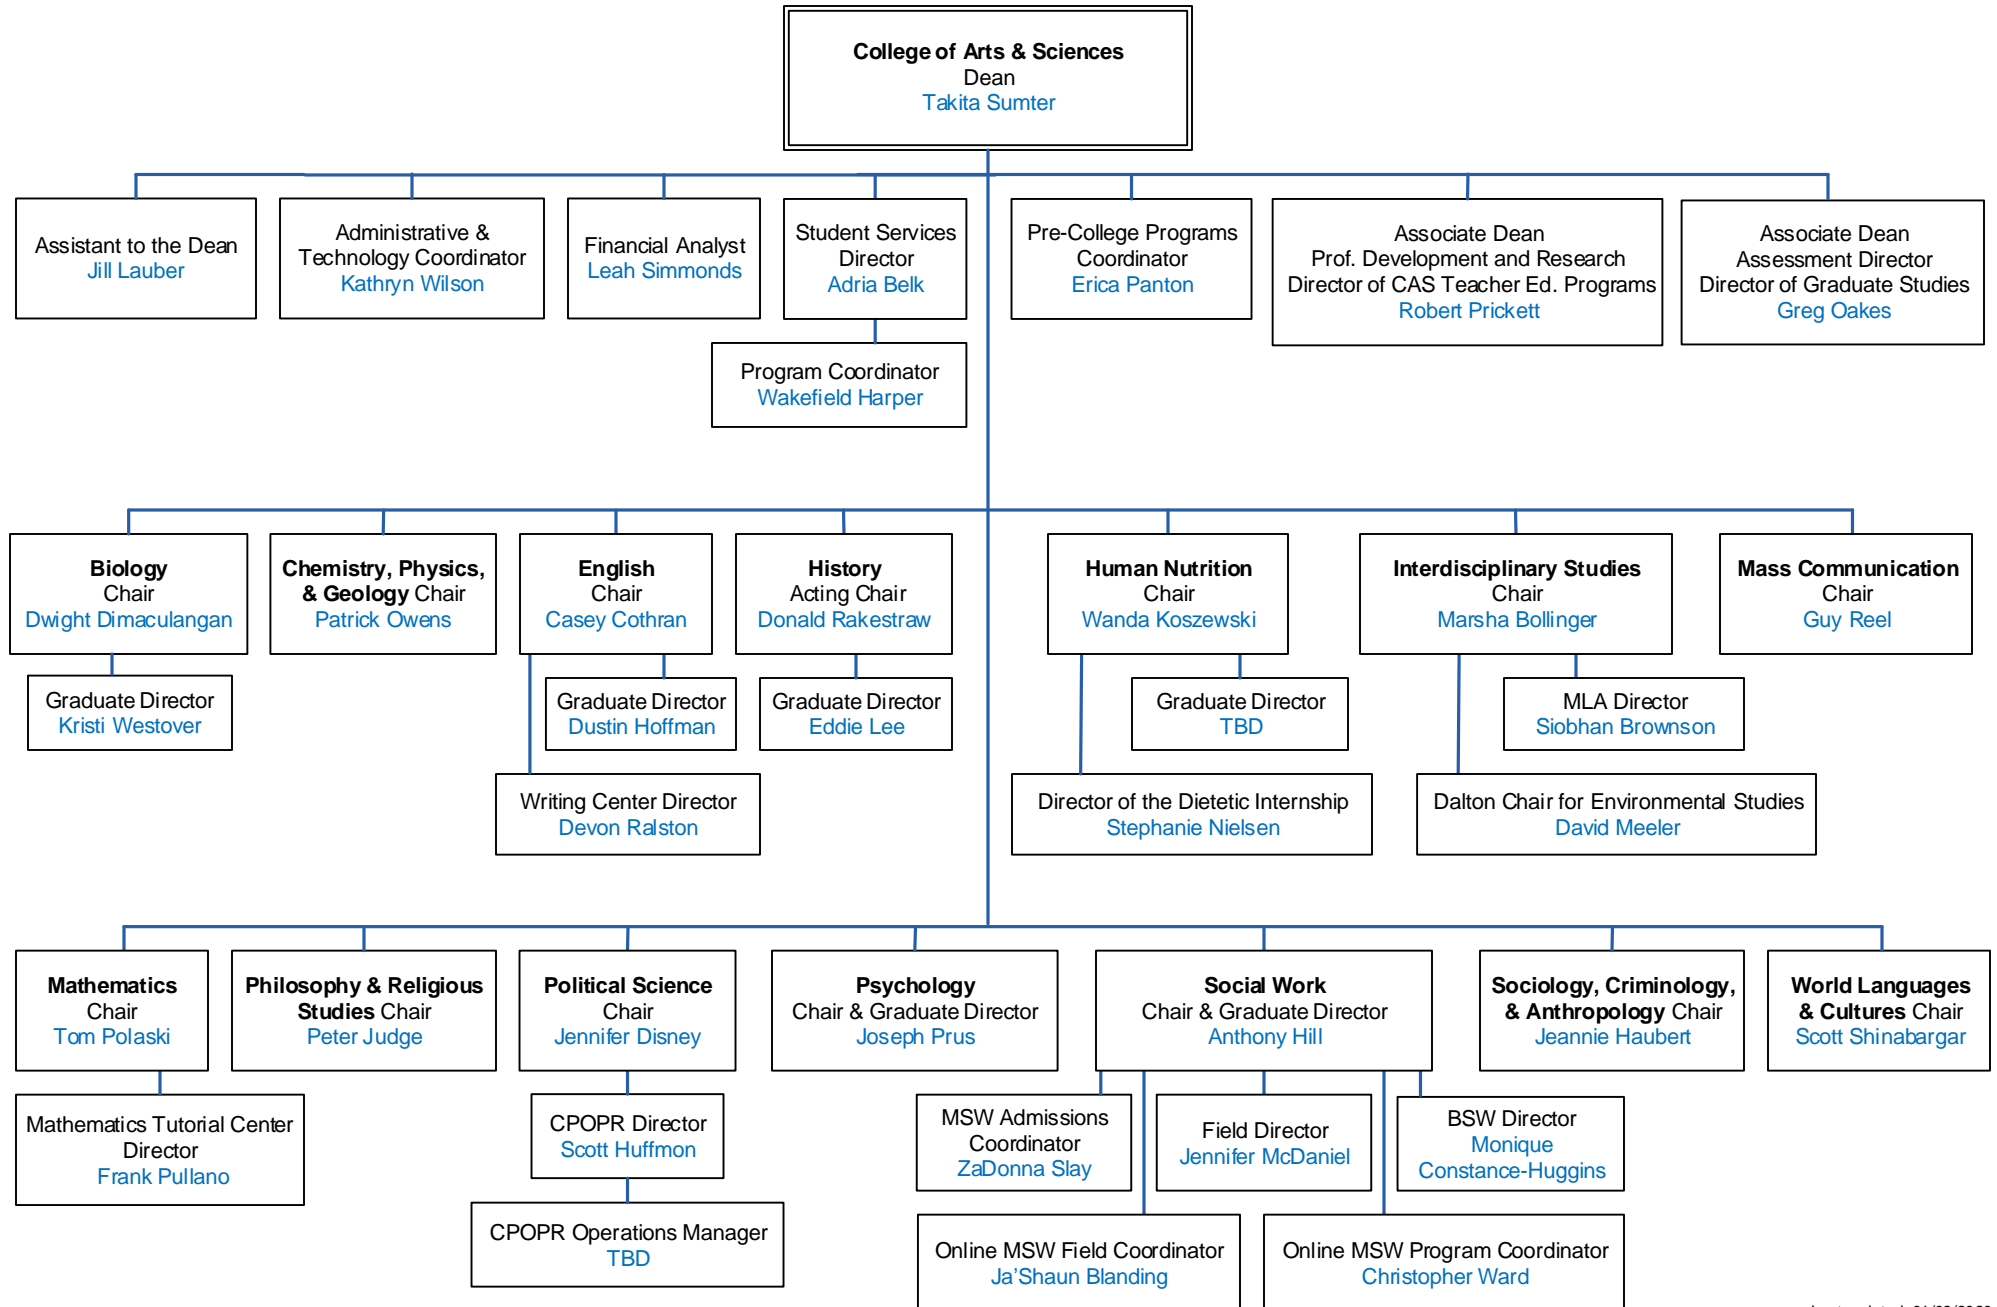 College of Arts & Sciences
Dean
Takita Sumter
Assistant to the Dean
Jill Lauber
Administrative &
Technology Coordinator
Kathryn Wilson
Financial Analyst
Leah Simmonds
Student Services
Director
Adria Belk
Pre-College Programs
Coordinator
Erica Panton
Associate Dean
Prof. Development and Research
Director of CAS Teacher Ed. Programs
Robert Prickett
Associate Dean
Assessment Director
Director of Graduate Studies
Greg Oakes
Program Coordinator
Wakefield Harper
Biology
Chair
Dwight Dimaculangan
Chemistry, Physics,
& Geology Chair
Patrick Owens
English
Chair
Casey Cothran
History
Acting Chair
Donald Rakestraw
Human Nutrition
Chair
Wanda Koszewski
Interdisciplinary Studies
Chair
Marsha Bollinger
Mass Communication
Chair
Guy Reel
Graduate Director
Kristi Westover
Graduate Director
Dustin Hoffman
Graduate Director
Eddie Lee
Graduate Director
TBD
MLA Director
Siobhan Brownson
Writing Center Director
Devon Ralston
Director of the Dietetic Internship
Stephanie Nielsen
Dalton Chair for Environmental Studies
David Meeler
Mathematics
Chair
Tom Polaski
Philosophy & Religious
Studies Chair
Peter Judge
Political Science
Chair
Jennifer Disney
Psychology
Chair & Graduate Director
Joseph Prus
Social Work
Chair & Graduate Director
Anthony Hill
Sociology, Criminology,
& Anthropology Chair
Jeannie Haubert
World Languages
& Cultures Chair
Scott Shinabargar
Mathematics Tutorial Center
Director
Frank Pullano
CPOPR Director
Scott Huffmon
MSW Admissions
Coordinator
ZaDonna Slay
Field Director
Jennifer McDaniel
BSW Director
Monique
Constance-Huggins
CPOPR Operations Manager
TBD
Online MSW Field Coordinator
Ja'Shaun Blanding
Online MSW Program Coordinator
Christopher Ward